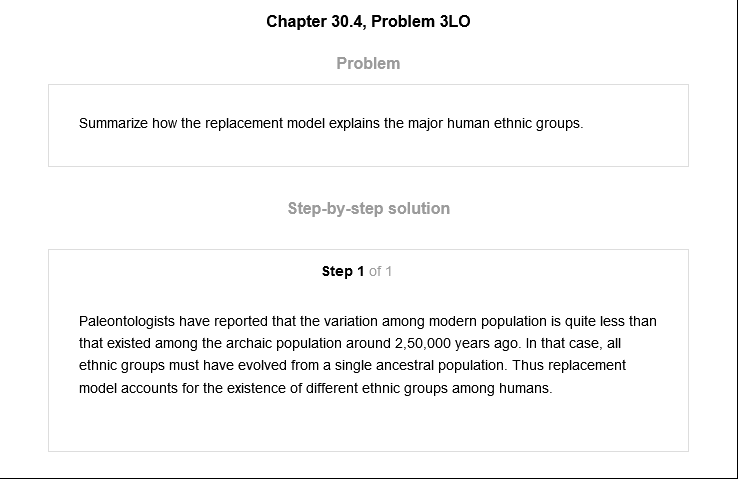 Chapter 30.4, Problem 3LO
Problem
Summarize how the replacement model explains the major human ethnic groups.
Step-by-step solution
Step 1 of 1
Paleontologists have reported that the variation among modern population is quite less than
that existed among the archaic population around 2,50,000 years ago. In that case, all
ethnic groups must have evolved from a single ancestral population. Thus replacement
model accounts for the existence of different ethnic groups among humans.